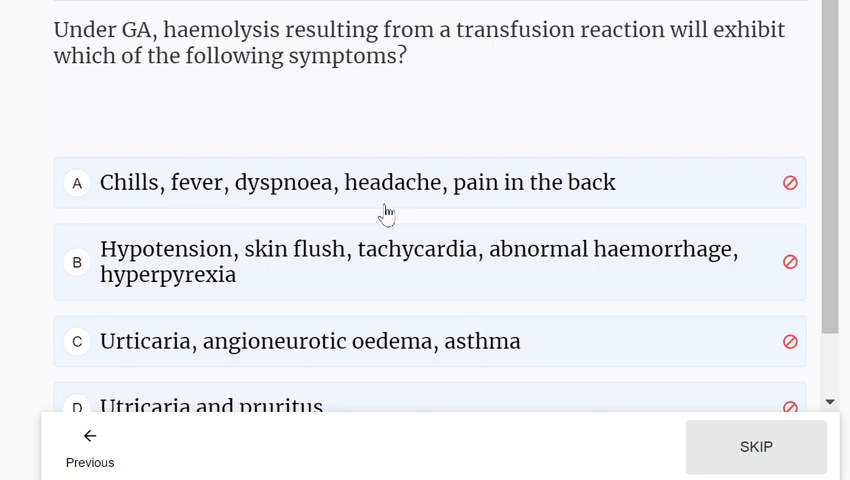 Under GA, haemolysis resulting from a transfusion reaction will exhibit
which of the following symptoms?
A Chills, fever, dyspnoea, headache, pain in the back
B Hypotension, skin flush, tachycardia, abnormal haemorrhage,
hyperpyrexia
C Urticaria, angioneurotic oedema, asthma
D Utricaria and pruritus
Previous
SKIP